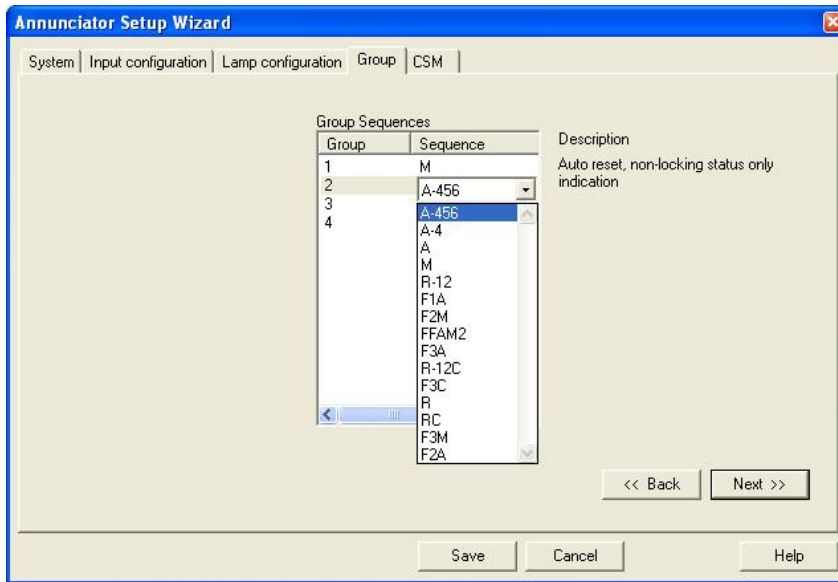 Annunciator Setup Wizard
System Input configuration Lamp configuration Group CSM
Group Sequences
Group Sequence
1 M
2 A-456
3
4
A-456
A-4
A
M
R-12
F1A
F2M
FFAM2
F3A
R-12C
F3C
R
RC
F3M
F2A
Description
Auto reset, non-locking status only
indication
<< Back Next >>
Save Cancel Help